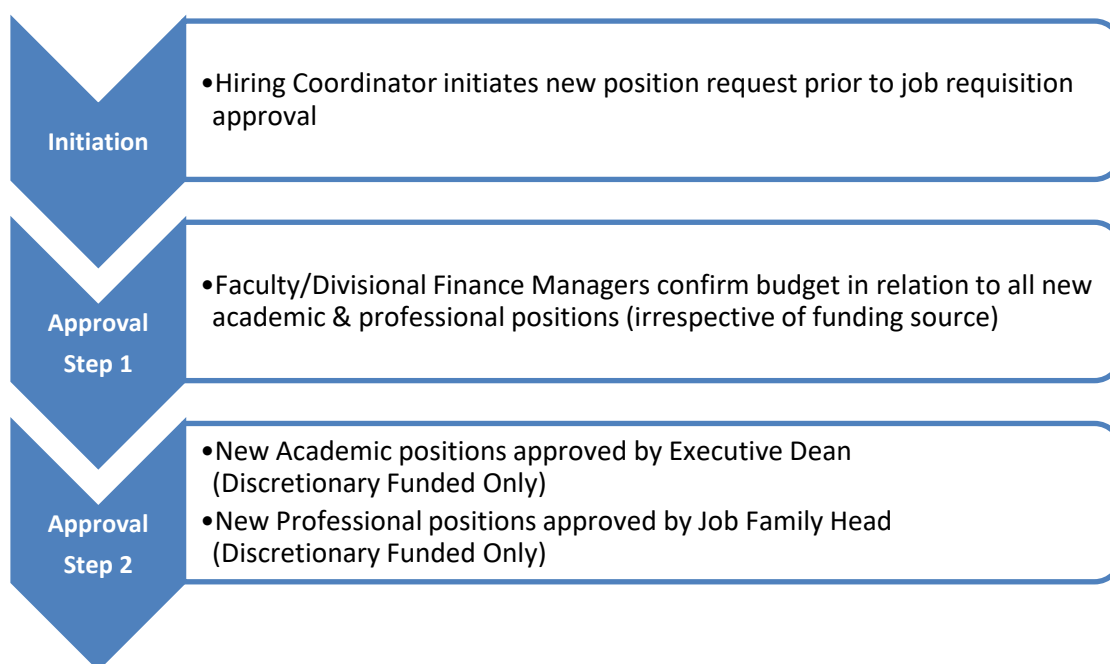 Initiation
•Hiring Coordinator initiates new position request prior to job requisition
approval
Approval
Step 1
•Faculty/Divisional Finance Managers confirm budget in relation to all new
academic & professional positions (irrespective of funding source)
Approval
Step 2
•New Academic positions approved by Executive Dean
(Discretionary Funded Only)
•New Professional positions approved by Job Family Head
(Discretionary Funded Only)